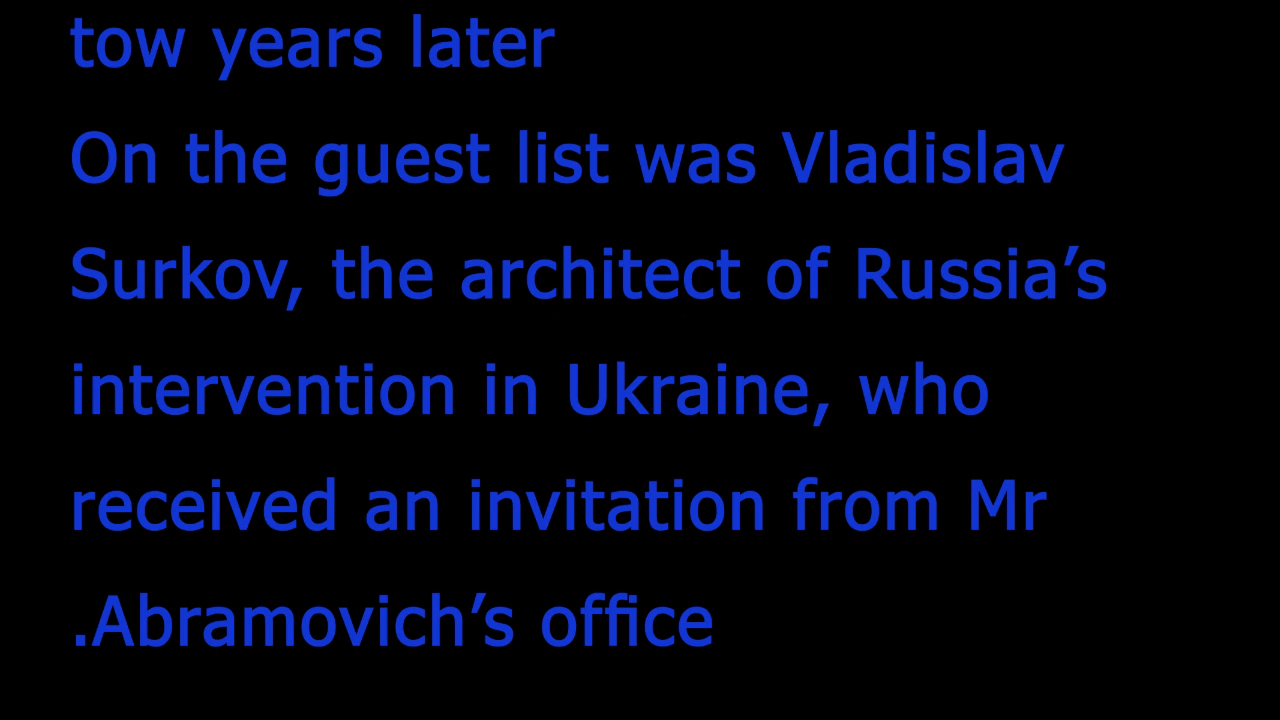 tow years later
On the guest list was Vladislav
Surkov, the architect of Russia’s
intervention in Ukraine, who
received an invitation from Mr
.Abramovich’s office